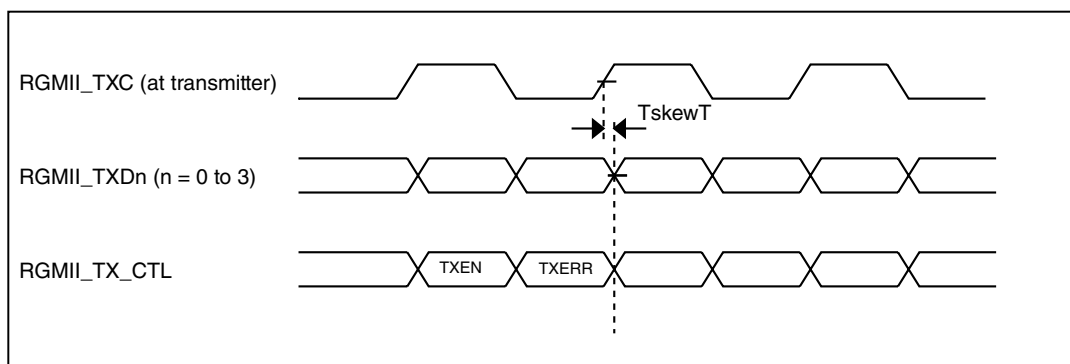 RGMII_TXC (at transmitter)
TskewT
RGMII_TXDn (n = 0 to 3)
RGMII_TX_CTL
TXEN
TXERR